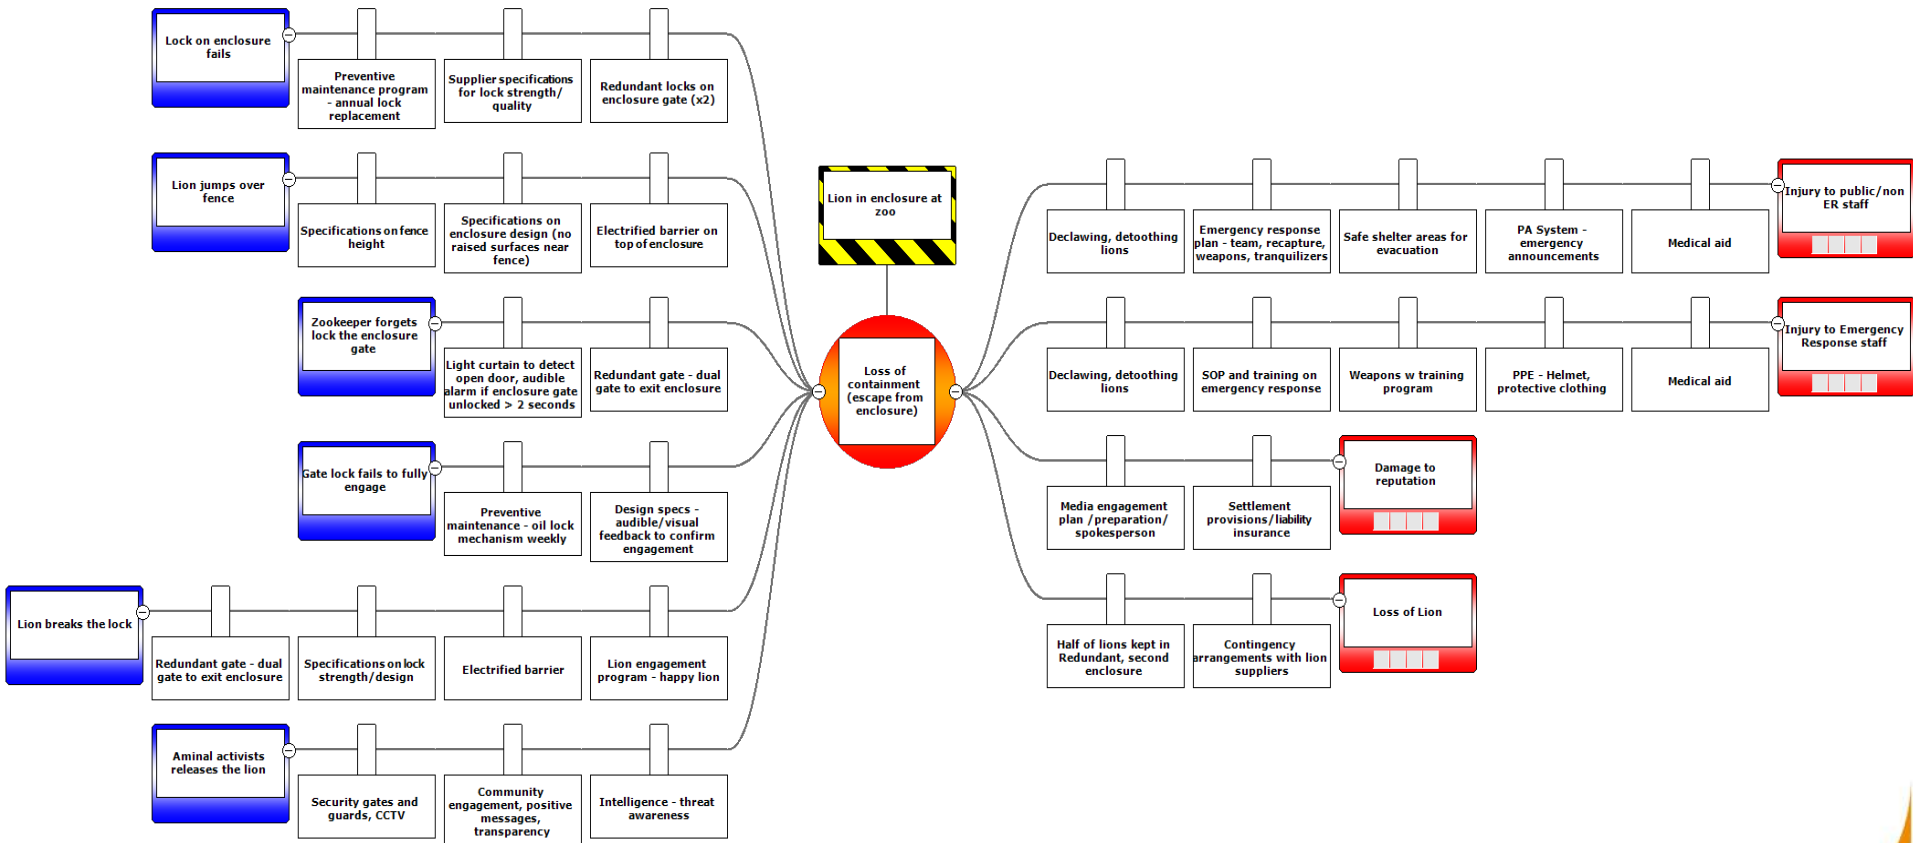 Lock on enclosure
fails
Preventive
maintenance program
- annual lock
replacement
Supplier specifications
for lock strength/
quality
Redundant locks on
enclosure gate (x2)
Lion jumps over
fence
Specifications on fence
height
Specifications on
enclosure design (no
raised surfaces near
fence)
Electrified barrier on
top of enclosure
Zookeeper forgets
lock the enclosure
gate
Light curtain to detect
open door, audible
alarm if enclosure gate
unlocked > 2 seconds
Redundant gate - dual
gate to exit enclosure
Gate lock fails to fully
engage
Preventive
maintenance - oil lock
mechanism weekly
Design specs -
audible/visual
feedback to confirm
engagement
Lion breaks the lock
Redundant gate - dual
gate to exit enclosure
Specifications on lock
strength/design
Electrified barrier
Lion engagement
program - happy lion
Aminal activists
releases the lion
Security gates and
guards, CCTV
Community
engagement, positive
messages,
transparency
Intelligence - threat
awareness
Lion in enclosure at
zoo
Loss of
containment
(escape from
enclosure)
Declawing, detoothing
lions
Emergency response
plan - team, recapture,
weapons, tranquilizers
Safe shelter areas for
evacuation
PA System -
emergency
announcements
Medical aid
Injury to public/non
ER staff
Declawing, detoothing
lions
SOP and training on
emergency response
Weapons w training
program
PPE - Helmet,
protective clothing
Medical aid
Injury to Emergency
Response staff
Media engagement
plan /preparation/
spokesperson
Settlement
provisions/liability
insurance
Damage to
reputation
Half of lions kept in
Redundant, second
enclosure
Contingency
arrangements with lion
suppliers
Loss of Lion